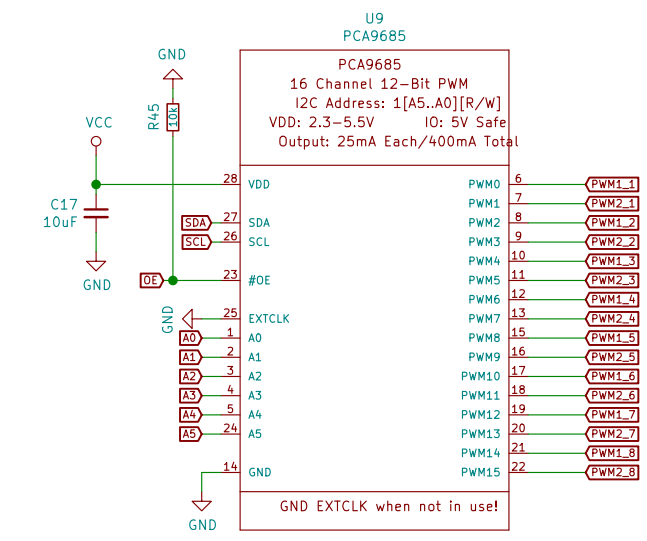 U9
PCA9685
PCA9685
16 Channel 12-Bit PWM
I2C Address: 1[A5..A0][R/W]
VDD: 2.3-5.5V IO: 5V Safe
Output: 25mA Each/400mA Total
GND
R45
10k
VCC
C17
10uF
GND
28 VDD
SDA 27 SDA
SCL 26 SCL
OE 23 #OE
GND 25 EXTCLK
A0 1 A0
A1 2 A1
A2 3 A2
A3 4 A3
A4 5 A4
A5 24 A5
14 GND
GND
PWM0 6 PWM1_1
PWM1 7 PWM2_1
PWM2 8 PWM1_2
PWM3 9 PWM2_2
PWM4 10 PWM1_3
PWM5 11 PWM2_3
PWM6 12 PWM1_4
PWM7 13 PWM2_4
PWM8 15 PWM1_5
PWM9 16 PWM2_5
PWM10 17 PWM1_6
PWM11 18 PWM2_6
PWM12 19 PWM1_7
PWM13 20 PWM2_7
PWM14 21 PWM1_8
PWM15 22 PWM2_8
GND EXTCLK when not in use!